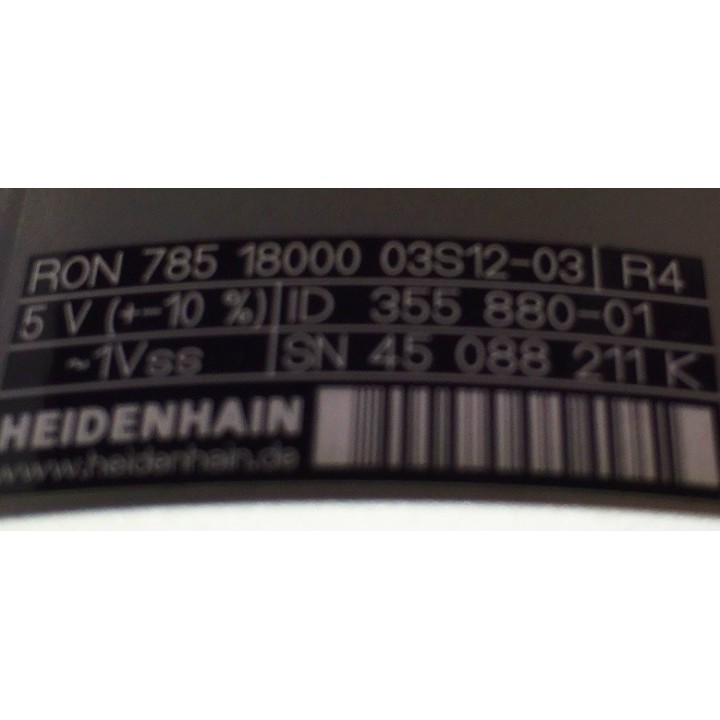 RON 785 18000 03S12-03 R4
5 V (+-10 %) ID 355 880-01
~1Vss SN 45 088 211 K
HEIDENHAIN
www.heidenhain.de